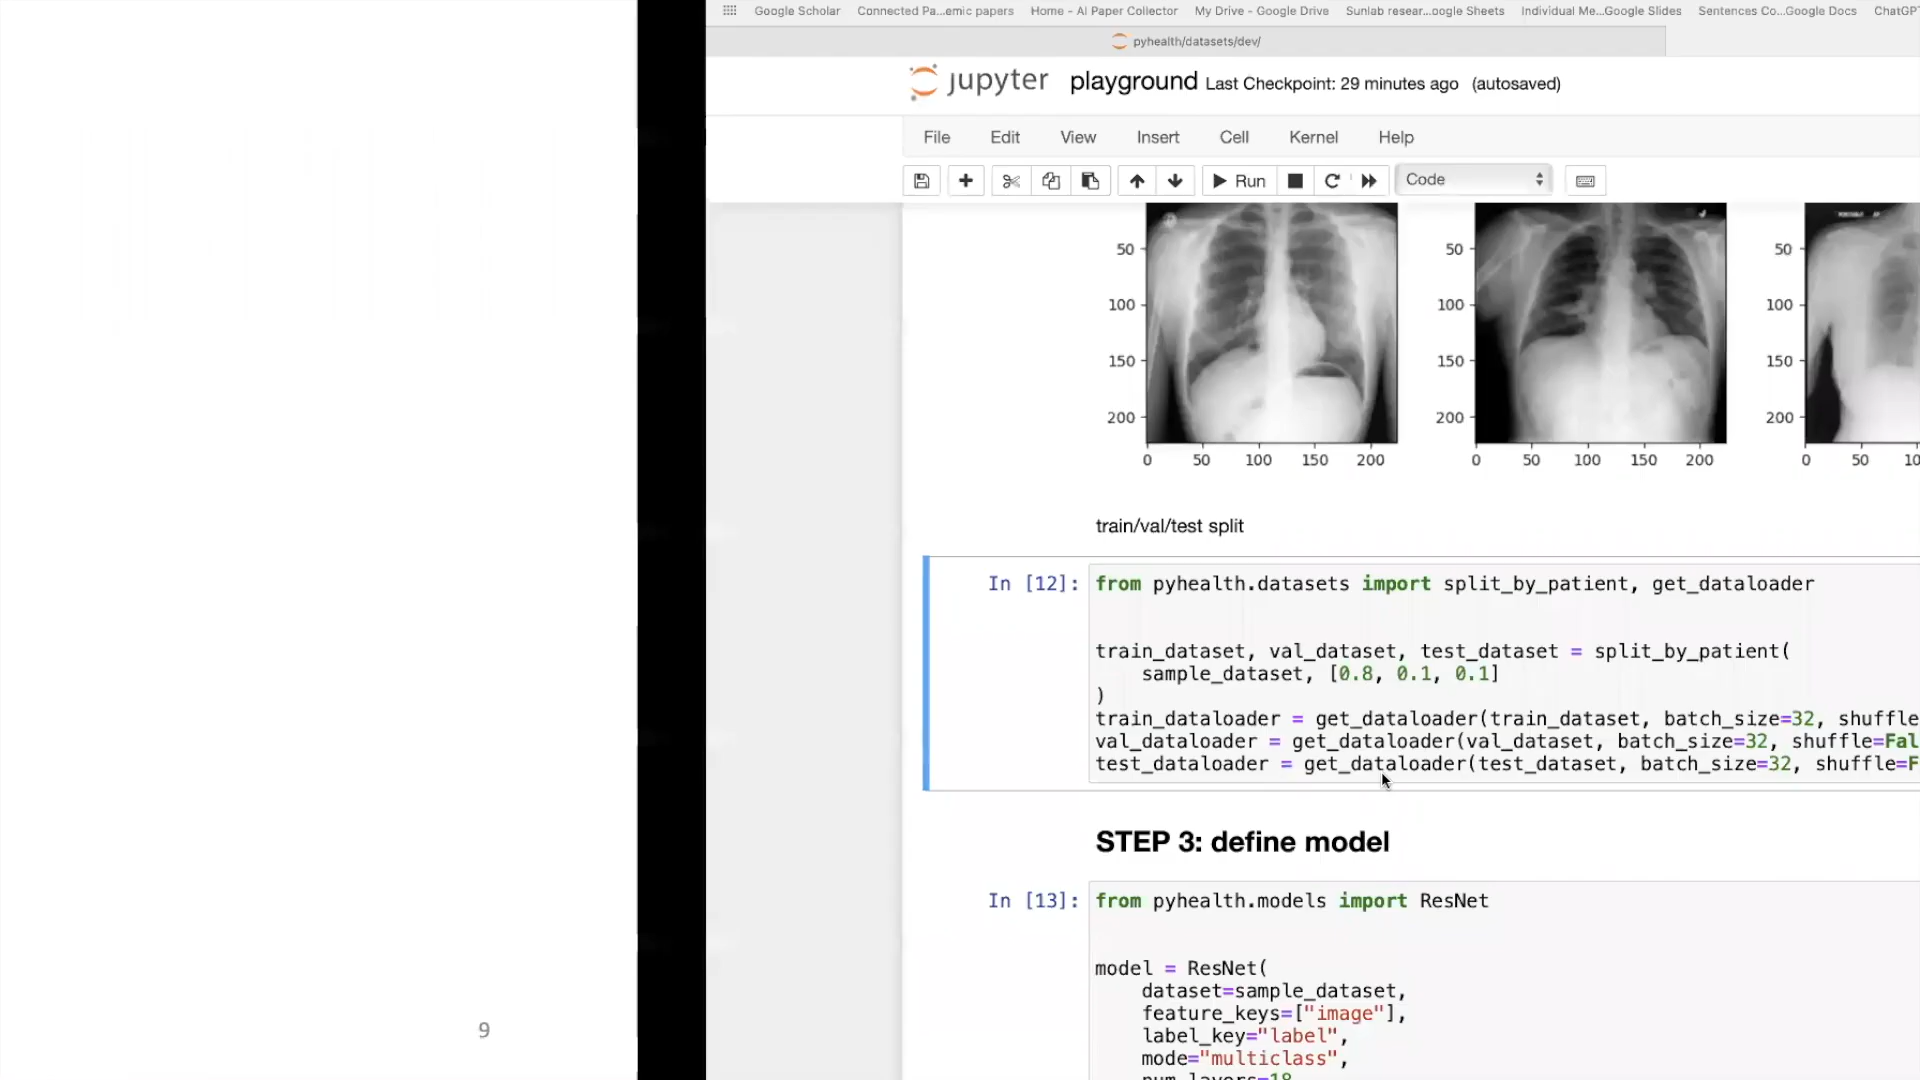 Google Scholar Connected Pa...emic papers Home - AI Paper Collector My Drive - Google Drive Sunlab resear...oogle Sheets Individual Me...Google Slides Sentences Co...Google Docs ChatGP
pyhealth/datasets/dev/
jupyter playground Last Checkpoint: 29 minutes ago (autosaved)
File Edit View Insert Cell Kernel Help
Run Code
50 50 50
100 100 100
150 150 150
200 200 200
0 50 100 150 200 0 50 100 150 200 0 50 10
train/val/test split
In [12]: from pyhealth.datasets import split_by_patient, get_dataloader
train_dataset, val_dataset, test_dataset = split_by_patient(
sample_dataset, [0.8, 0.1, 0.1]
)
train_dataloader = get_dataloader(train_dataset, batch_size=32, shuffle
val_dataloader = get_dataloader(val_dataset, batch_size=32, shuffle=Fal
test_dataloader = get_dataloader(test_dataset, batch_size=32, shuffle=F
STEP 3: define model
In [13]: from pyhealth.models import ResNet
model = ResNet(
dataset=sample_dataset,
feature_keys=["image"],
label_key="label",
mode="multiclass",
num_layers=18
9